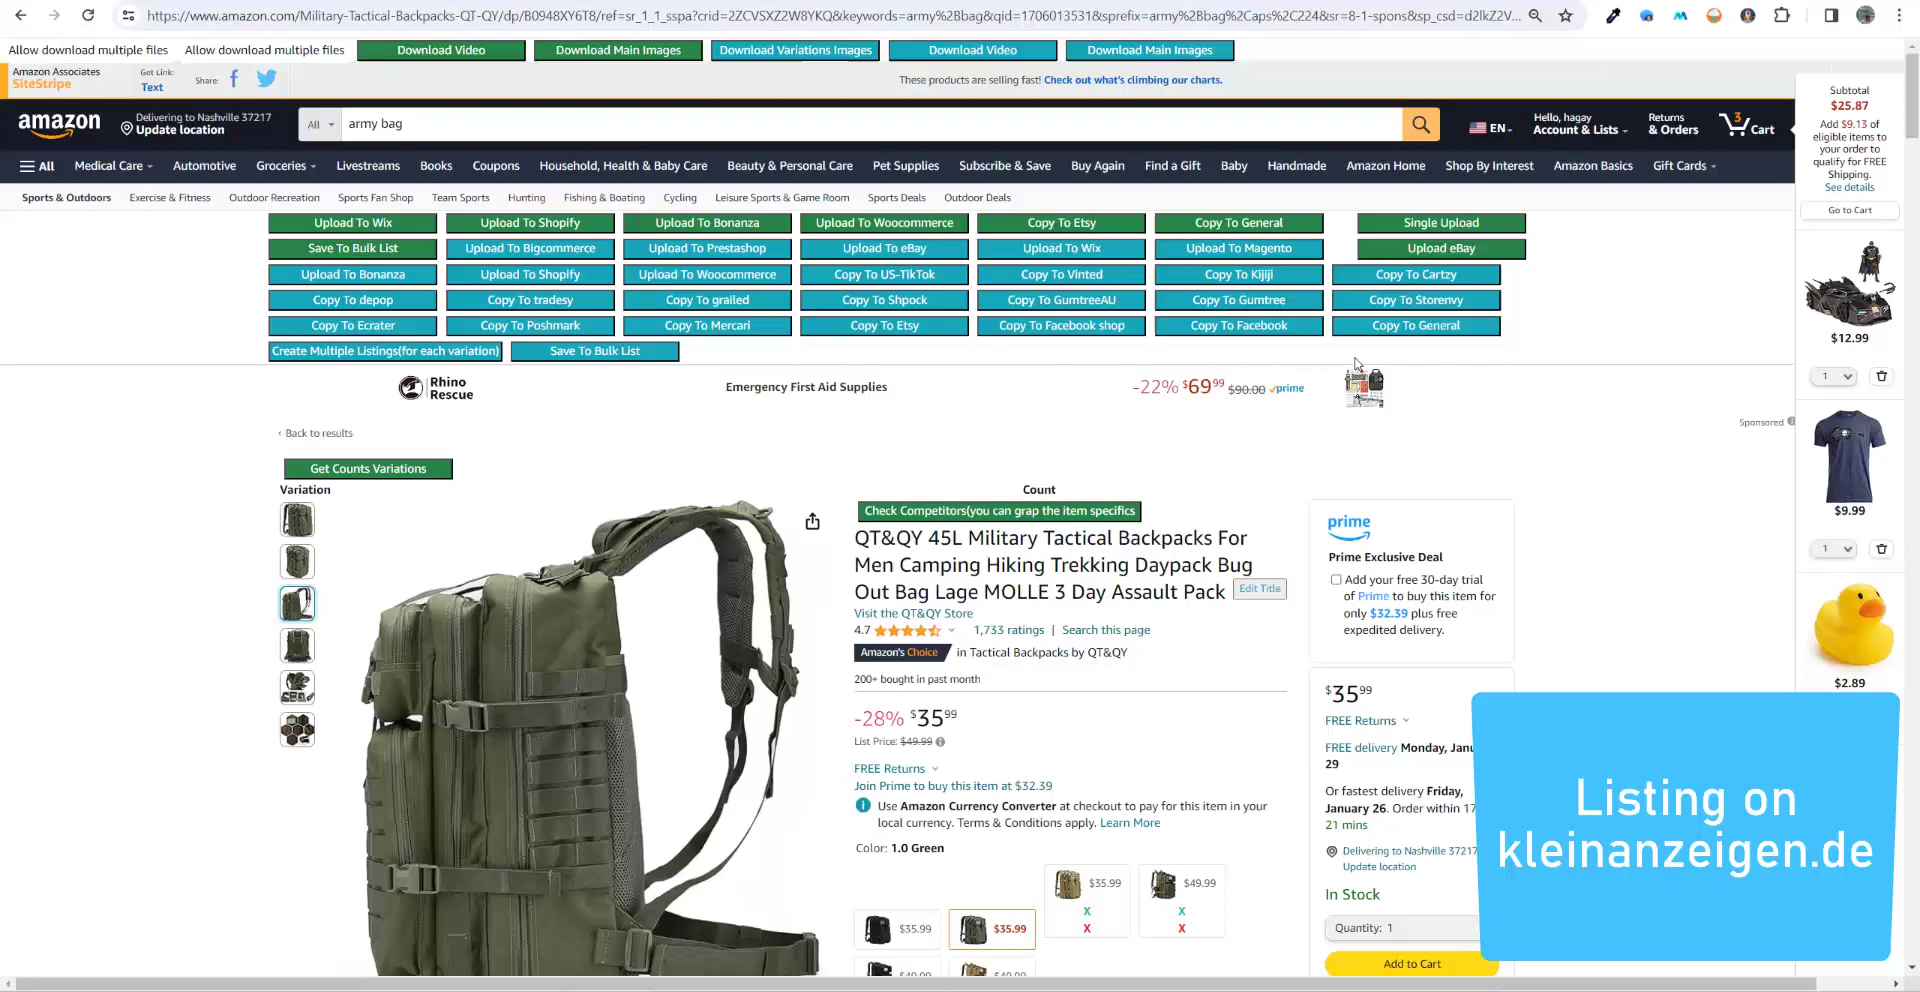 https://www.amazon.com/Military-Tactical-Backpacks-QT-QY/dp/B0948XY6T8/ref=sr_1_1_sspa?crid=2ZCVSXZ2W8YKQ&keywords=army%2Bbag&qid=1706013531&sprefix=army%2Bbag%2Caps%2C224&sr=8-1-spons&sp_csd=d2lkZ2V...
Allow download multiple files Allow download multiple files Download Video Download Main Images Download Variations Images Download Video Download Main Images
Amazon Associates
SiteStripe
Get Link:
Text
Share:
These products are selling fast! Check out what's climbing our charts.
amazon
Delivering to Nashville 37217
Update location
All army bag
EN
Hello, hagay
Account & Lists
Returns
& Orders
3
Cart
All Medical Care Automotive Groceries Livestreams Books Coupons Household, Health & Baby Care Beauty & Personal Care Pet Supplies Subscribe & Save Buy Again Find a Gift Baby Handmade Amazon Home Shop By Interest Amazon Basics Gift Cards
Sports & Outdoors Exercise & Fitness Outdoor Recreation Sports Fan Shop Team Sports Hunting Fishing & Boating Cycling Leisure Sports & Game Room Sports Deals Outdoor Deals
Upload To Wix Upload To Shopify Upload To Bonanza Upload To Woocommerce Copy To Etsy Copy To General Single Upload
Save To Bulk List Upload To Bigcommerce Upload To Prestashop Upload To eBay Upload To Wix Upload To Magento Upload eBay
Upload To Bonanza Upload To Shopify Upload To Woocommerce Copy To US-TikTok Copy To Vinted Copy To Kijiji Copy To Cartzy
Copy To depop Copy To tradesy Copy To grailed Copy To Shpock Copy To GumtreeAU Copy To Gumtree Copy To Storenvy
Copy To Ecrater Copy To Poshmark Copy To Mercari Copy To Etsy Copy To Facebook shop Copy To Facebook Copy To General
Create Multiple Listings(for each variation) Save To Bulk List
Rhino
Rescue
Emergency First Aid Supplies
-22% $69⁹⁹ $90.00 prime
Sponsored
‹ Back to results
Get Counts Variations
Variation Count
Check Competitors(you can grap the item specifics
QT&QY 45L Military Tactical Backpacks For
Men Camping Hiking Trekking Daypack Bug
Out Bag Lage MOLLE 3 Day Assault Pack Edit Title
Visit the QT&QY Store
4.7 1,733 ratings | Search this page
Amazon's Choice in Tactical Backpacks by QT&QY
200+ bought in past month
-28% $35⁹⁹
List Price: $49.99
FREE Returns
Join Prime to buy this item at $32.39
Use Amazon Currency Converter at checkout to pay for this item in your
local currency. Terms & Conditions apply. Learn More
Color: 1.0 Green
$35.99 $49.99
X X
X X
$35.99 $35.99
$49.99 $49.99
prime
Prime Exclusive Deal
Add your free 30-day trial
of Prime to buy this item for
only $32.39 plus free
expedited delivery.
$35⁹⁹
FREE Returns
FREE delivery Monday, Janu
29
Or fastest delivery Friday,
January 26. Order within 17
21 mins
Delivering to Nashville 37217
Update location
In Stock
Quantity: 1
Add to Cart
Subtotal
$25.87
Add $9.13 of
eligible items to
your order to
qualify for FREE
Shipping.
See details
Go to Cart
$12.99
1
$9.99
1
$2.89
Listing on
kleinanzeigen.de